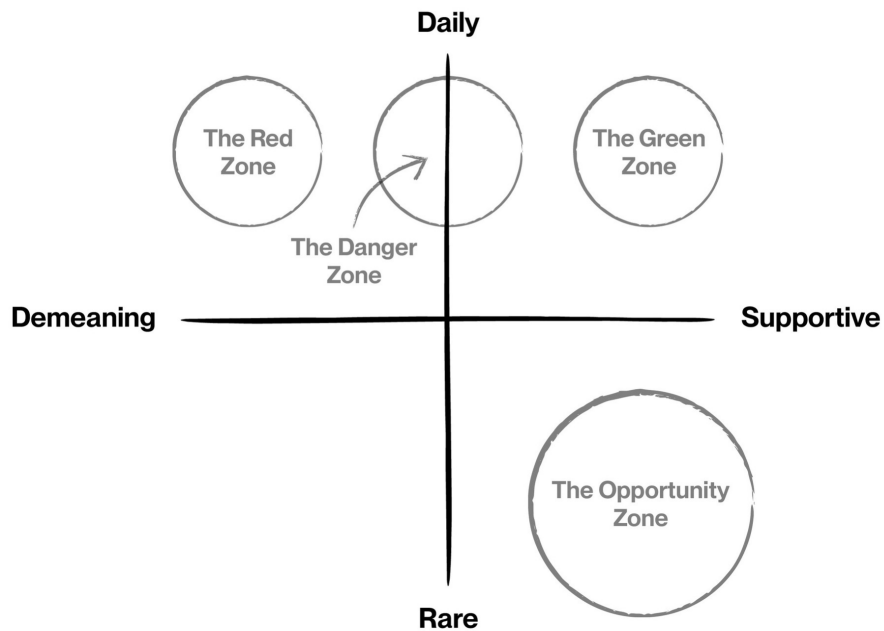 Daily
The Red
Zone
The Green
Zone
The Danger
Zone
Demeaning
Supportive
The Opportunity
Zone
Rare